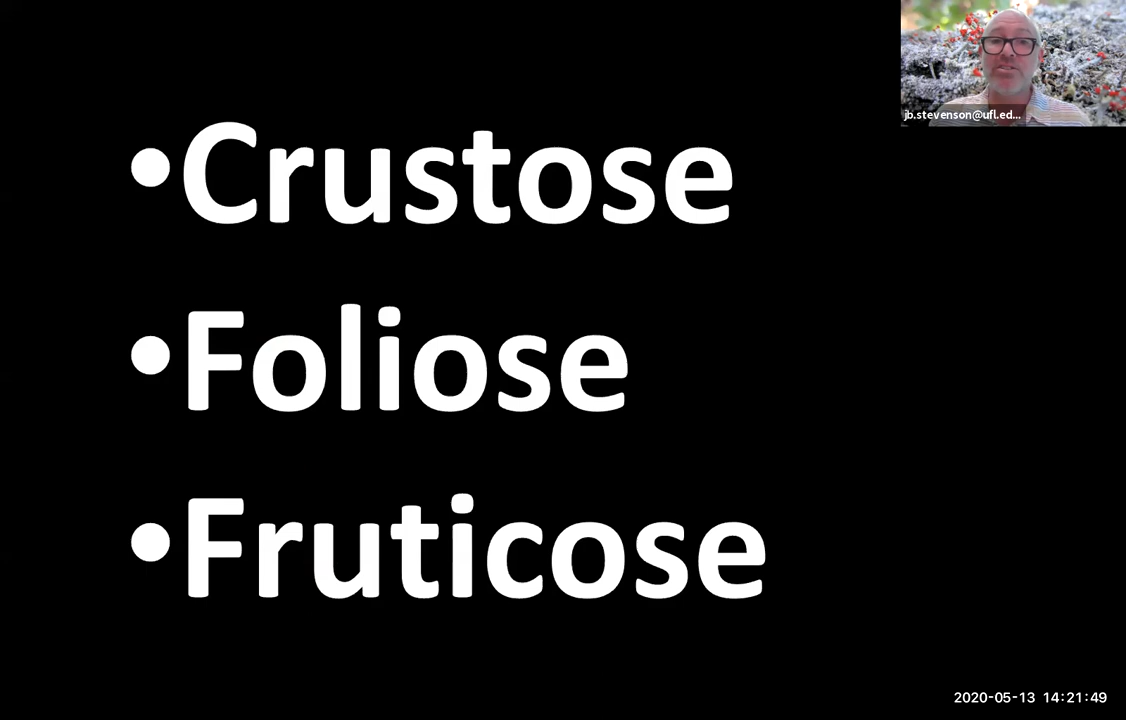 •Crustose
jb.stevenson@ufl.ed...
•Foliose
•Fruticose
2020-05-13 14:21:49